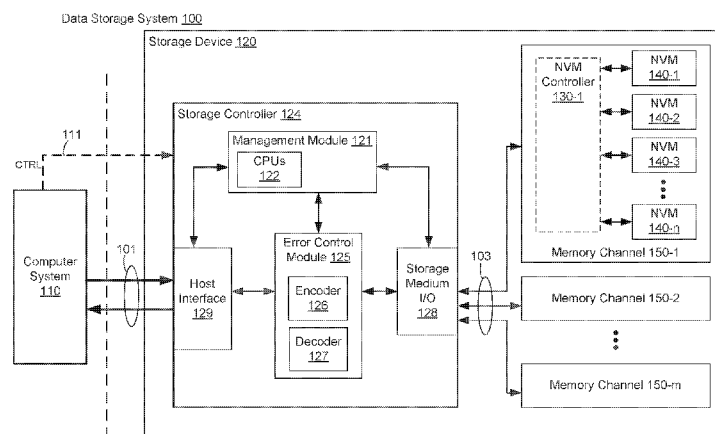 Data Storage System 100
Storage Device 120
Storage Controller 124
Management Module 121
CPUs
122
111
CTRL
Computer
System
110
101
Host
Interface
129
Error Control
Module 125
Encoder
126
Decoder
127
Storage
Medium
I/O
128
103
NVM
Controller
130-1
NVM
140-1
NVM
140-2
NVM
140-3
NVM
140-n
Memory Channel 150-1
Memory Channel 150-2
Memory Channel 150-m